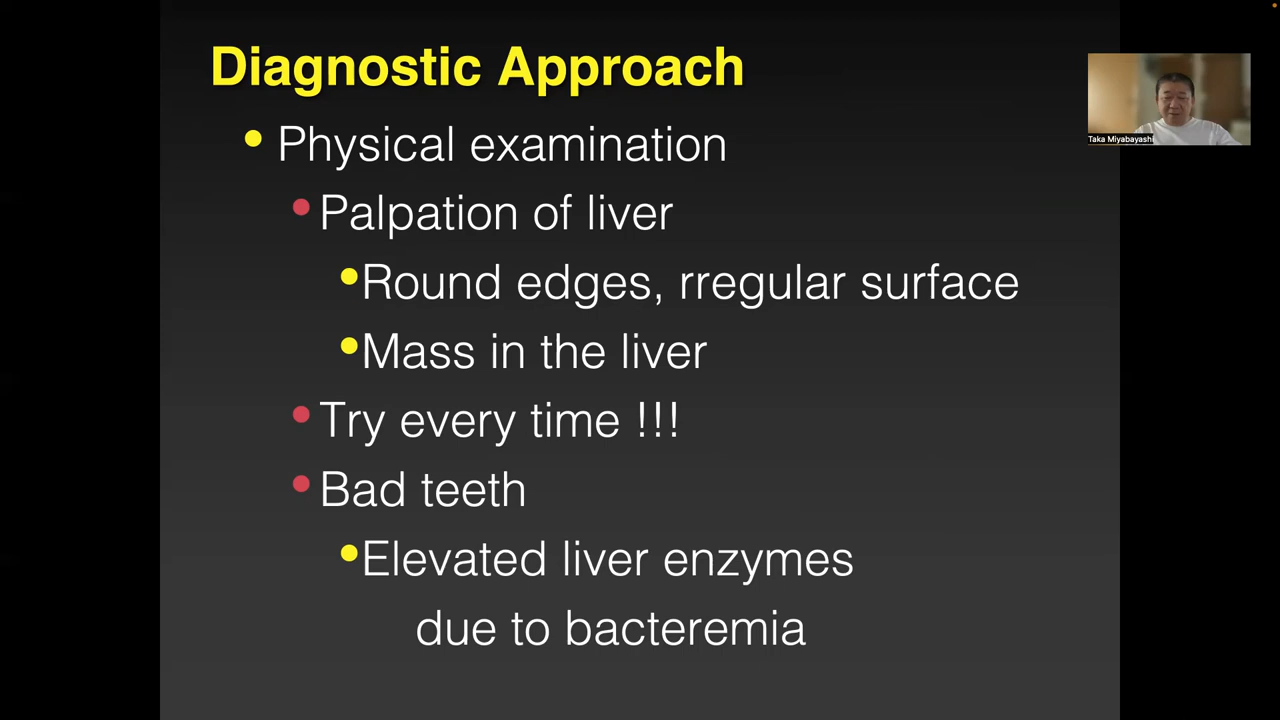 Diagnostic Approach
Taka Miyabayashi
• Physical examination
• Palpation of liver
• Round edges, rregular surface
• Mass in the liver
• Try every time !!!
• Bad teeth
• Elevated liver enzymes
due to bacteremia